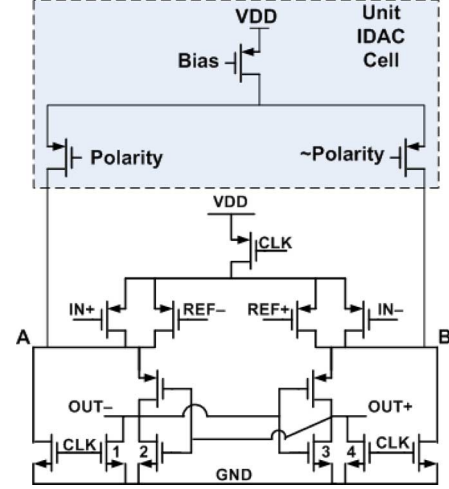 VDD
Unit
IDAC
Cell
Bias
Polarity
~Polarity
VDD
CLK
IN+
REF–
REF+
IN–
A
B
OUT–
OUT+
CLK
1
2
3
4
CLK
GND